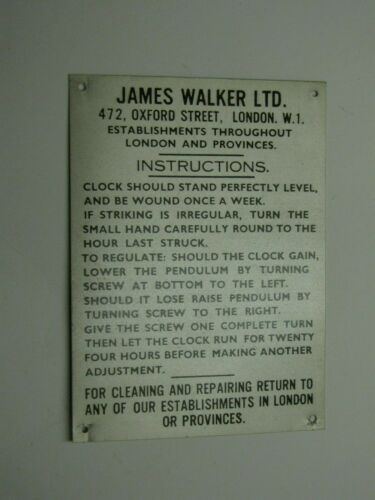 JAMES WALKER LTD.
472, OXFORD STREET, LONDON. W.1.
ESTABLISHMENTS THROUGHOUT
LONDON AND PROVINCES.
INSTRUCTIONS.
CLOCK SHOULD STAND PERFECTLY LEVEL,
AND BE WOUND ONCE A WEEK.
IF STRIKING IS IRREGULAR, TURN THE
SMALL HAND CAREFULLY ROUND TO THE
HOUR LAST STRUCK.
TO REGULATE: SHOULD THE CLOCK GAIN,
LOWER THE PENDULUM BY TURNING
SCREW AT BOTTOM TO THE LEFT.
SHOULD IT LOSE RAISE PENDULUM BY
TURNING SCREW TO THE RIGHT.
GIVE THE SCREW ONE COMPLETE TURN
THEN LET THE CLOCK RUN FOR TWENTY
FOUR HOURS BEFORE MAKING ANOTHER
ADJUSTMENT.
FOR CLEANING AND REPAIRING RETURN TO
ANY OF OUR ESTABLISHMENTS IN LONDON
OR PROVINCES.